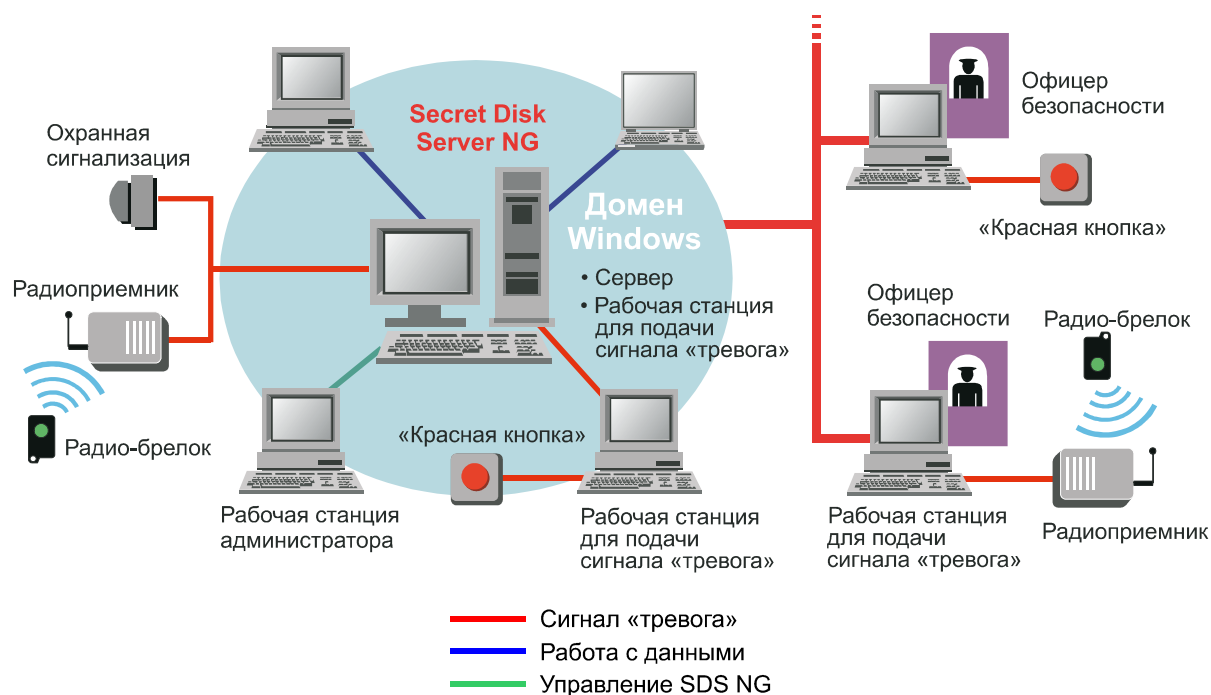 Secret Disk
Server NG
Домен
Windows
• Сервер
• Рабочая станция
для подачи
сигнала «тревога»
Охранная
сигнализация
Радиоприемник
Радио-брелок
Рабочая станция
администратора
«Красная кнопка»
Рабочая станция
для подачи
сигнала «тревога»
Офицер
безопасности
«Красная кнопка»
Офицер
безопасности
Радио-брелок
Рабочая станция
для подачи
сигнала «тревога»
Радиоприемник
Сигнал «тревога»
Работа с данными
Управление SDS NG